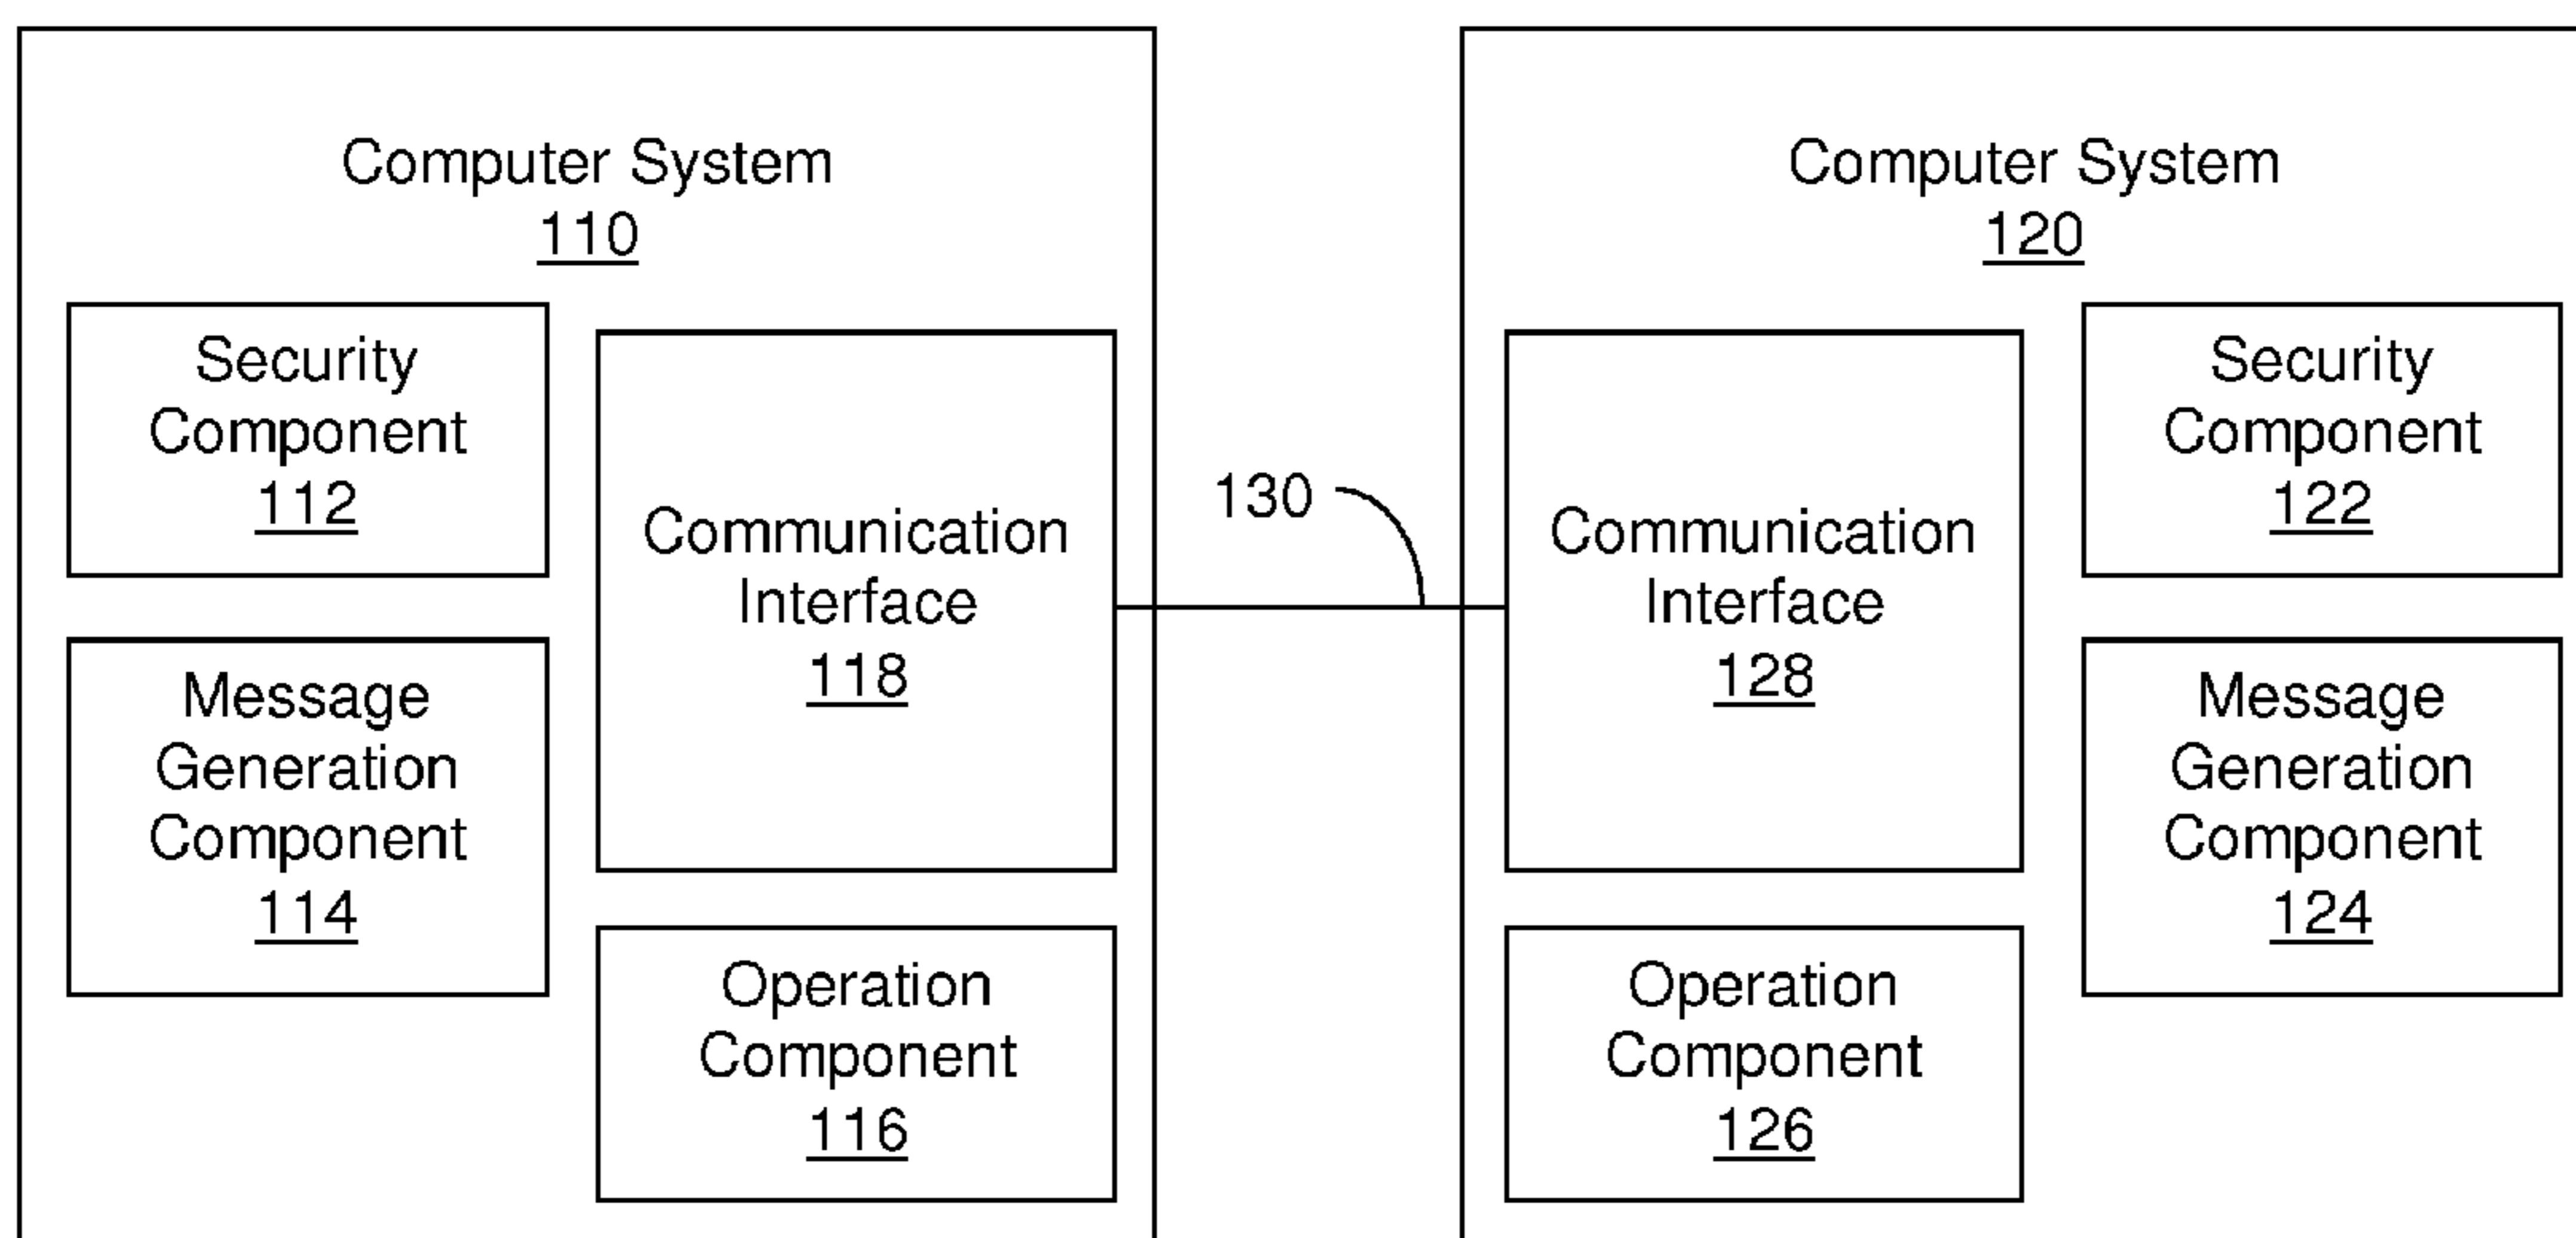 Computer System
110
Security
Component
112
Message
Generation
Component
114
Communication
Interface
118
Operation
Component
116
130
Computer System
120
Communication
Interface
128
Operation
Component
126
Security
Component
122
Message
Generation
Component
124